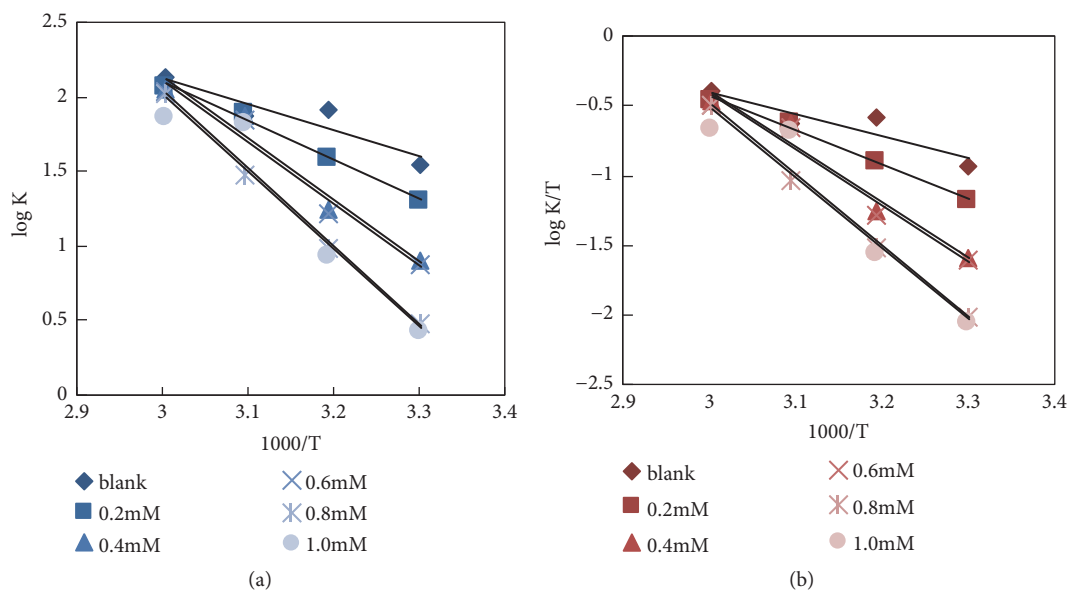 2.5
2
1.5
1
0.5
0
log K
2.9
3
3.1
3.2
3.3
3.4
1000/T
blank
0.2mM
0.4mM
0.6mM
0.8mM
1.0mM
(a)
0
−0.5
−1
−1.5
−2
−2.5
log K/T
2.9
3
3.1
3.2
3.3
3.4
1000/T
blank
0.2mM
0.4mM
0.6mM
0.8mM
1.0mM
(b)